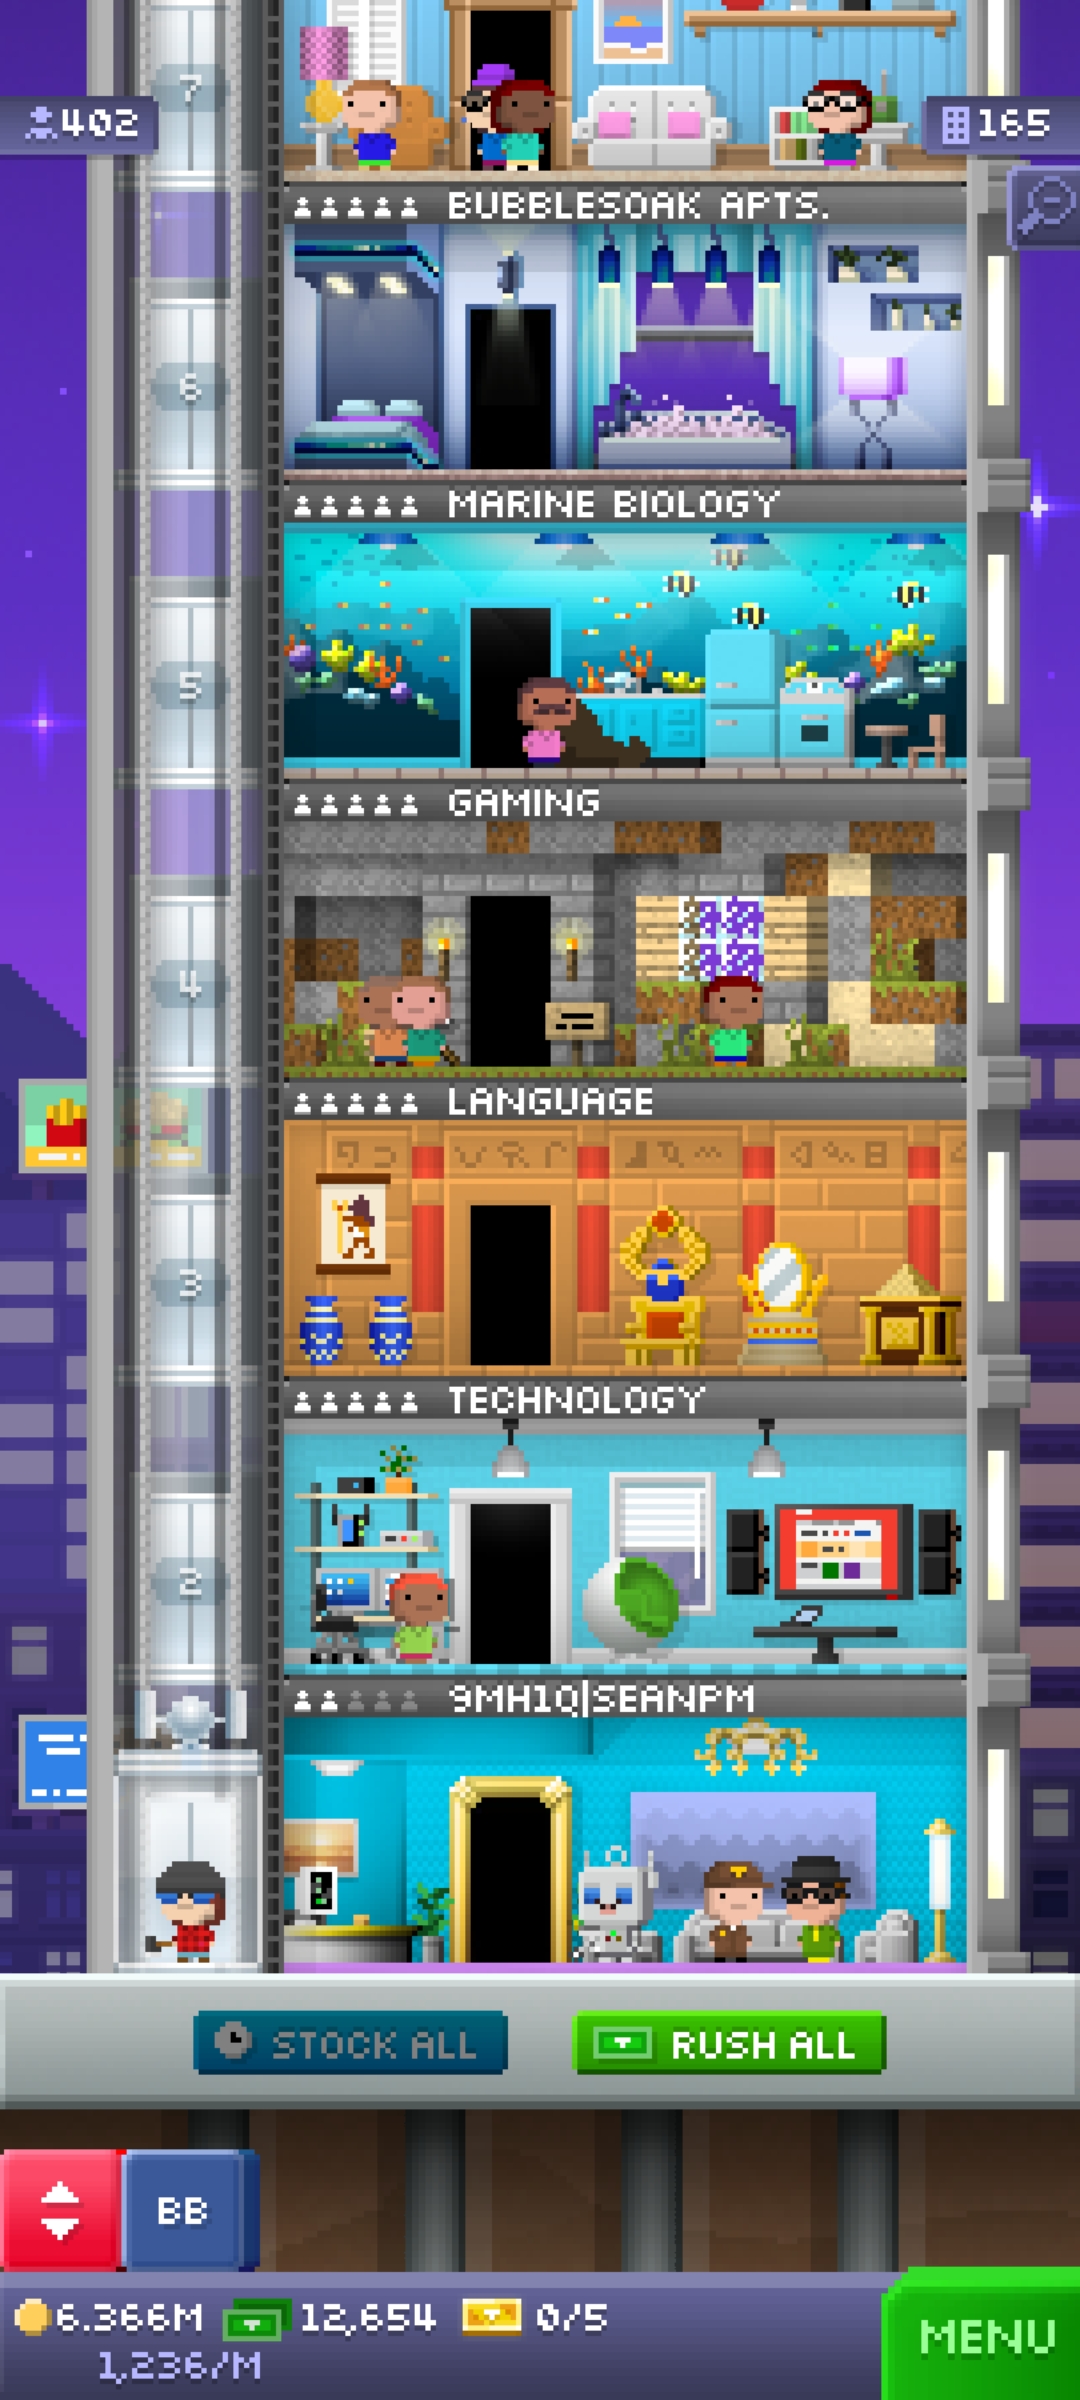 7
402
165
BUBBLESOAK APTS.
6
MARINE BIOLOGY
5
GAMING
4
LANGUAGE
3
TECHNOLOGY
2
9MH1Q|SEANPM
STOCK ALL
RUSH ALL
BB
6.366M 12,654 0/5
1,236/M
MENU